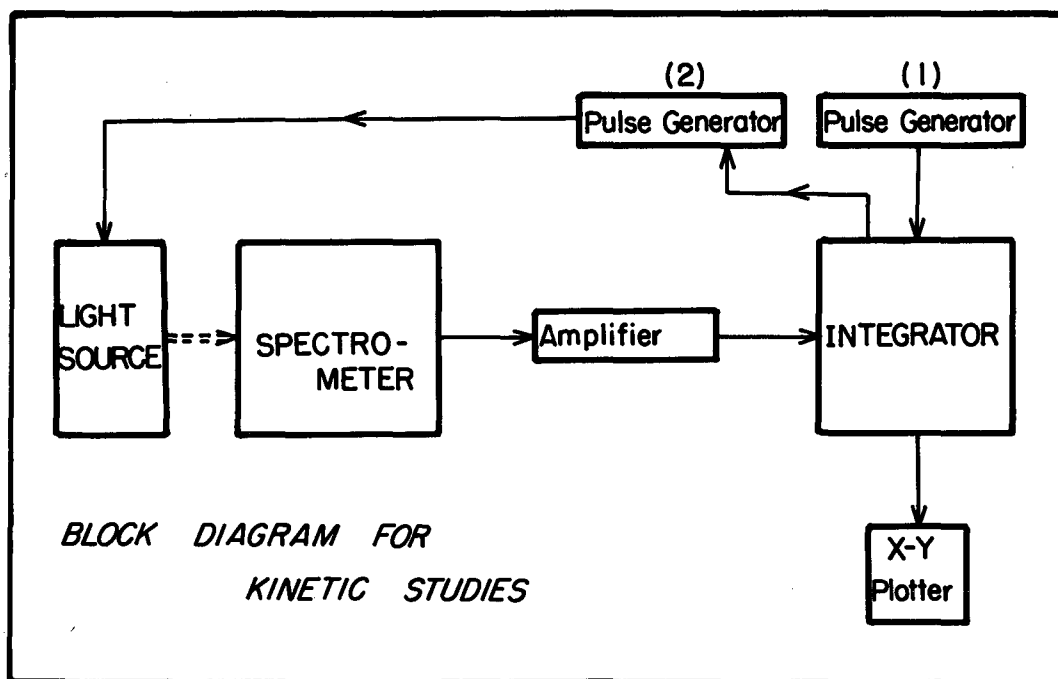 (2)
(1)
Pulse Generator
Pulse Generator
LIGHT
SOURCE
SPECTRO-
METER
Amplifier
INTEGRATOR
X-Y
Plotter
BLOCK DIAGRAM FOR
KINETIC STUDIES